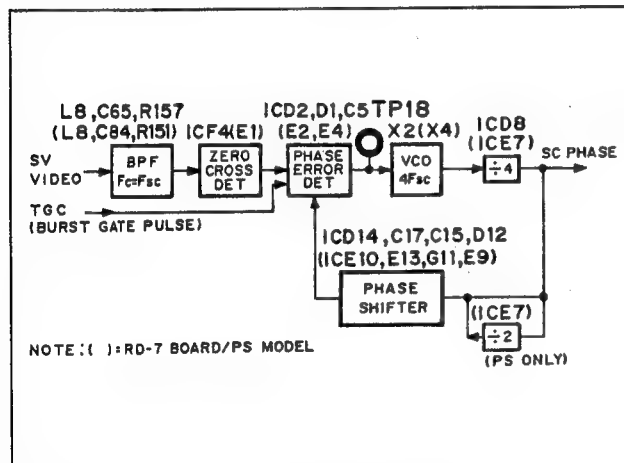 L8,C65,R157
(L8,C84,R151)
ICF4(E1)
ICD2,D1,C5
(E2,E4)
TP18
X2(X4)
ICD8
(ICE7)
SV
VIDEO
BPF
Fc=Fsc
ZERO
CROSS
DET
PHASE
ERROR
DET
VCO
4Fsc
÷4
SC PHASE
TGC
(BURST GATE PULSE)
ICD14,C17,C15,D12
(ICE10,E13,G11,E9)
PHASE
SHIFTER
(ICE7)
÷2
(PS ONLY)
NOTE:( ):RD-7 BOARD/PS MODEL